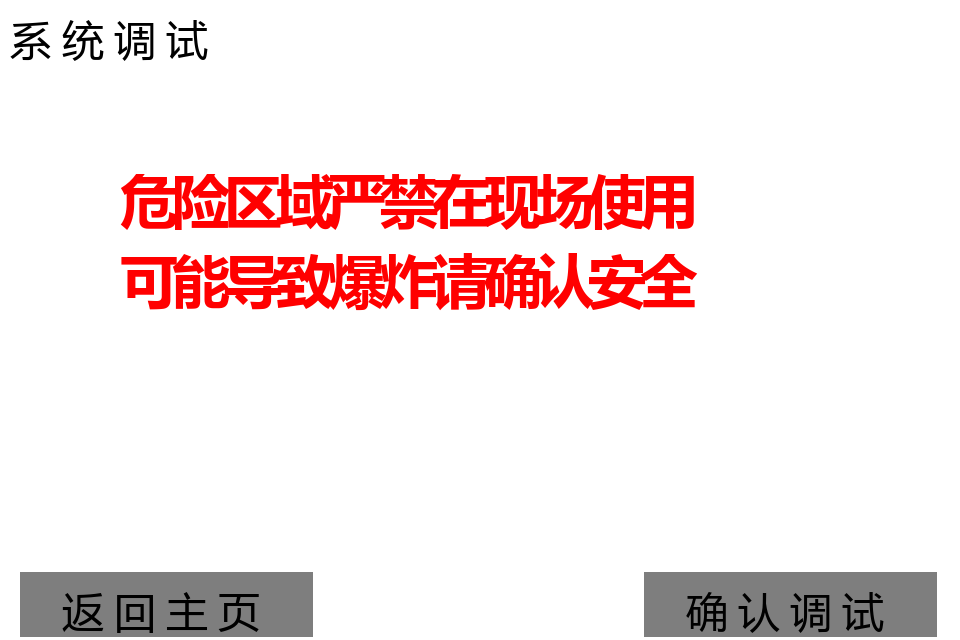 系统调试
危险区域严禁在现场使用
可能导致爆炸请确认安全
返回主页
确认调试